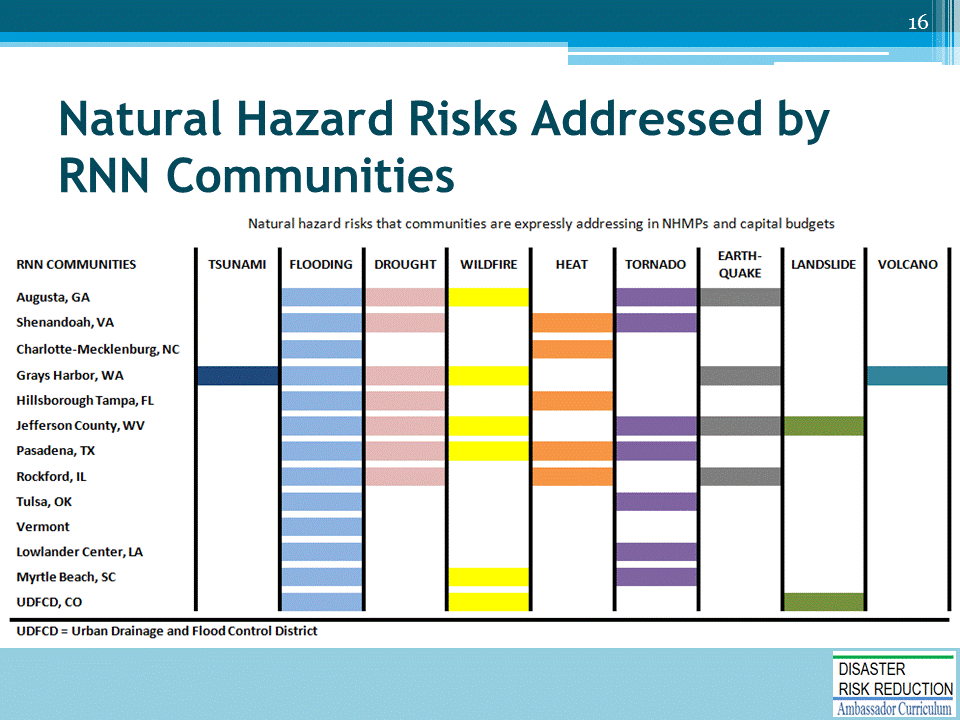 16
Natural Hazard Risks Addressed by
RNN Communities
Natural hazard risks that communities are expressly addressing in NHMPs and capital budgets
RNN COMMUNITIES TSUNAMI FLOODING DROUGHT WILDFIRE HEAT TORNADO EARTH-
QUAKE LANDSLIDE VOLCANO
Augusta, GA
Shenandoah, VA
Charlotte-Mecklenburg, NC
Grays Harbor, WA
Hillsborough Tampa, FL
Jefferson County, WV
Pasadena, TX
Rockford, IL
Tulsa, OK
Vermont
Lowlander Center, LA
Myrtle Beach, SC
UDFCD, CO
UDFCD = Urban Drainage and Flood Control District
DISASTER
RISK REDUCTION
Ambassador Curriculum